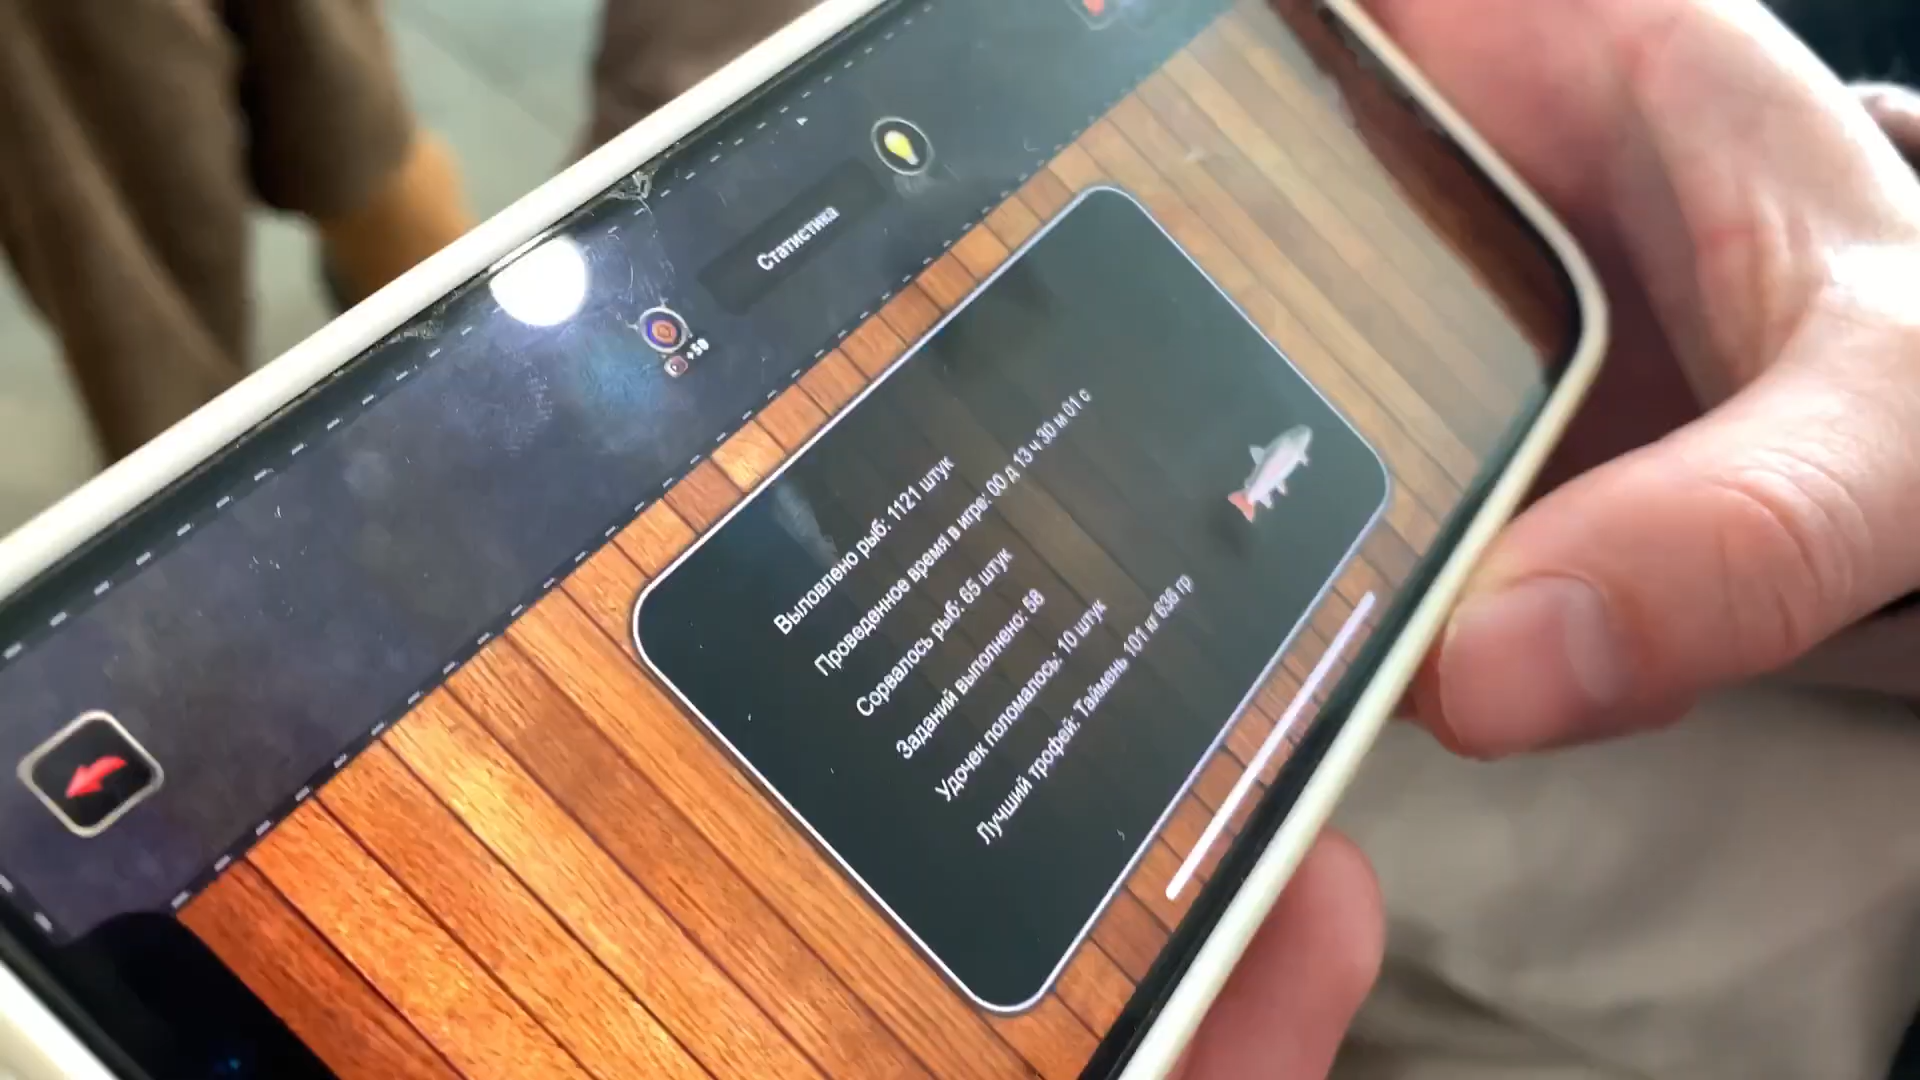 Статистика
+50
Выловлено рыб: 1121 штук
Проведенное время в игре: 00 д 13 ч 30 м 01 с
Сорвалось рыб: 65 штук
Заданий выполнено: 58
Удочек поломалось: 10 штук
Лучший трофей: Таймень 101 кг 636 гр